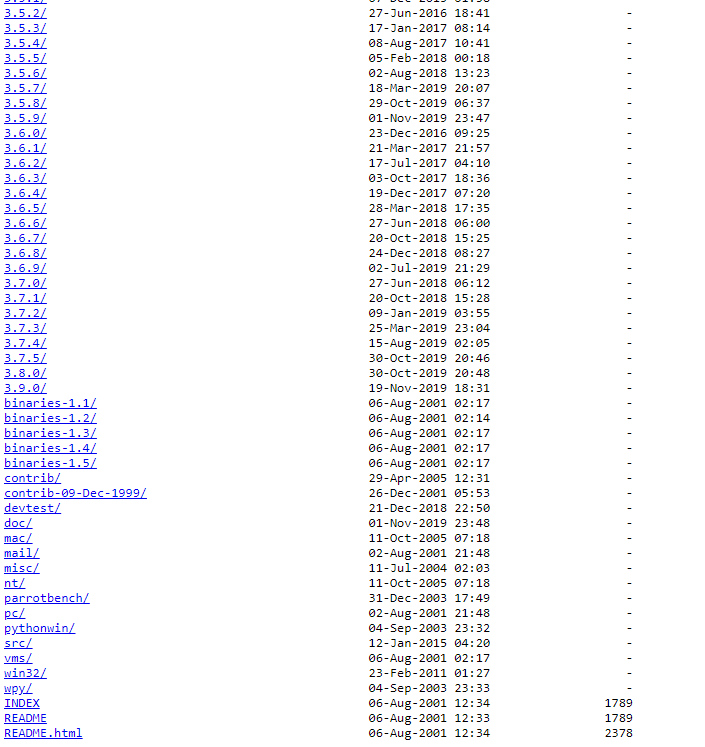 3.5.2/ 27-Jun-2016 18:41 -
3.5.3/ 17-Jan-2017 08:14 -
3.5.4/ 08-Aug-2017 10:41 -
3.5.5/ 05-Feb-2018 00:18 -
3.5.6/ 02-Aug-2018 13:23 -
3.5.7/ 18-Mar-2019 20:07 -
3.5.8/ 29-Oct-2019 06:37 -
3.5.9/ 01-Nov-2019 23:47 -
3.6.0/ 23-Dec-2016 09:25 -
3.6.1/ 21-Mar-2017 21:57 -
3.6.2/ 17-Jul-2017 04:10 -
3.6.3/ 03-Oct-2017 18:36 -
3.6.4/ 19-Dec-2017 07:20 -
3.6.5/ 28-Mar-2018 17:35 -
3.6.6/ 27-Jun-2018 06:00 -
3.6.7/ 20-Oct-2018 15:25 -
3.6.8/ 24-Dec-2018 08:27 -
3.6.9/ 02-Jul-2019 21:29 -
3.7.0/ 27-Jun-2018 06:12 -
3.7.1/ 20-Oct-2018 15:28 -
3.7.2/ 09-Jan-2019 03:55 -
3.7.3/ 25-Mar-2019 23:04 -
3.7.4/ 15-Aug-2019 02:05 -
3.7.5/ 30-Oct-2019 20:46 -
3.8.0/ 30-Oct-2019 20:48 -
3.9.0/ 19-Nov-2019 18:31 -
binaries-1.1/ 06-Aug-2001 02:17 -
binaries-1.2/ 06-Aug-2001 02:14 -
binaries-1.3/ 06-Aug-2001 02:17 -
binaries-1.4/ 06-Aug-2001 02:17 -
binaries-1.5/ 06-Aug-2001 02:17 -
contrib/ 29-Apr-2005 12:31 -
contrib-09-Dec-1999/ 26-Dec-2001 05:53 -
devtest/ 21-Dec-2018 22:50 -
doc/ 01-Nov-2019 23:48 -
mac/ 11-Oct-2005 07:18 -
mail/ 02-Aug-2001 21:48 -
misc/ 11-Jul-2004 02:03 -
nt/ 11-Oct-2005 07:18 -
parrotbench/ 31-Dec-2003 17:49 -
pc/ 02-Aug-2001 21:48 -
pythonwin/ 04-Sep-2003 23:32 -
src/ 12-Jan-2015 04:20 -
vms/ 06-Aug-2001 02:17 -
win32/ 23-Feb-2011 01:27 -
wpy/ 04-Sep-2003 23:33 -
INDEX 06-Aug-2001 12:34 1789
README 06-Aug-2001 12:33 1789
README.html 06-Aug-2001 12:34 2378